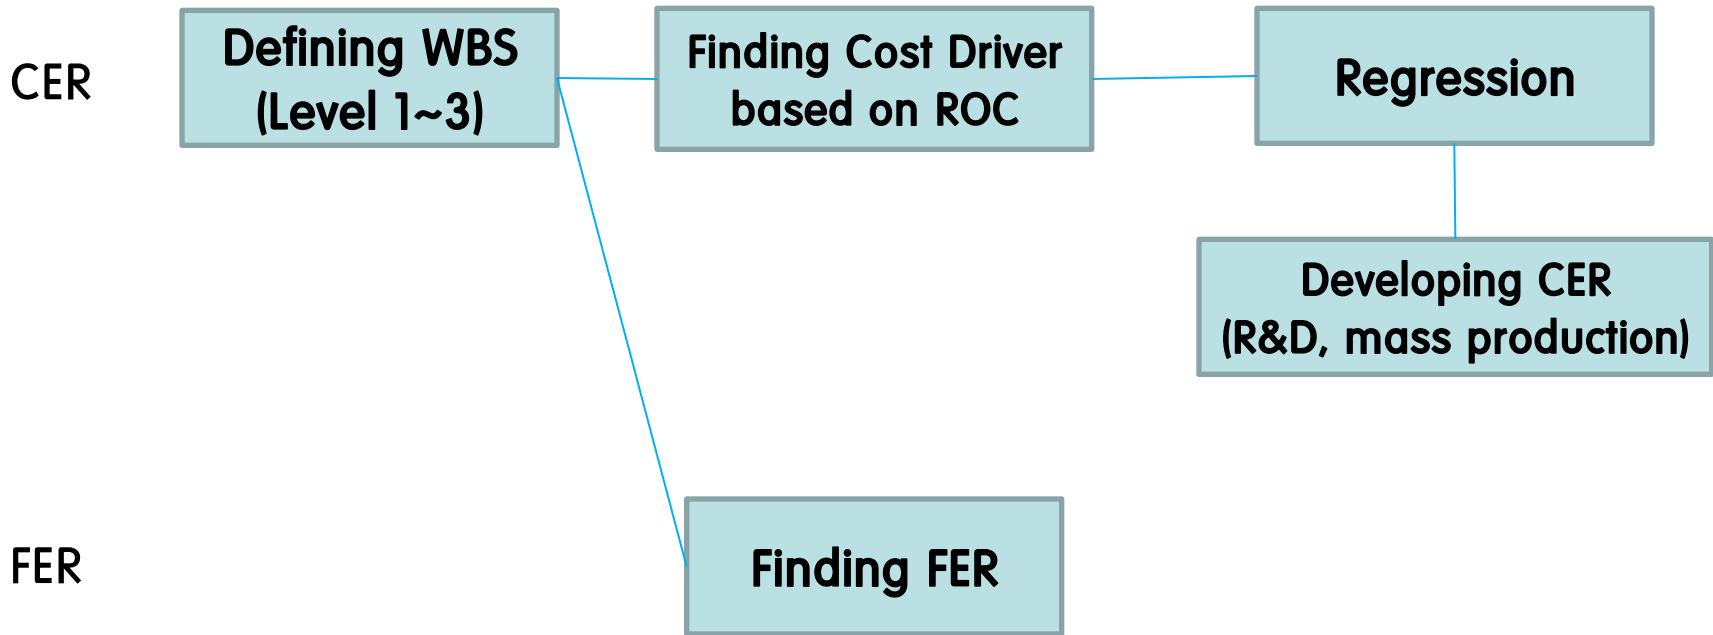 CER
Defining WBS
(Level 1~3)
Finding Cost Driver
based on ROC
Regression
Developing CER
(R&D, mass production)
FER
Finding FER